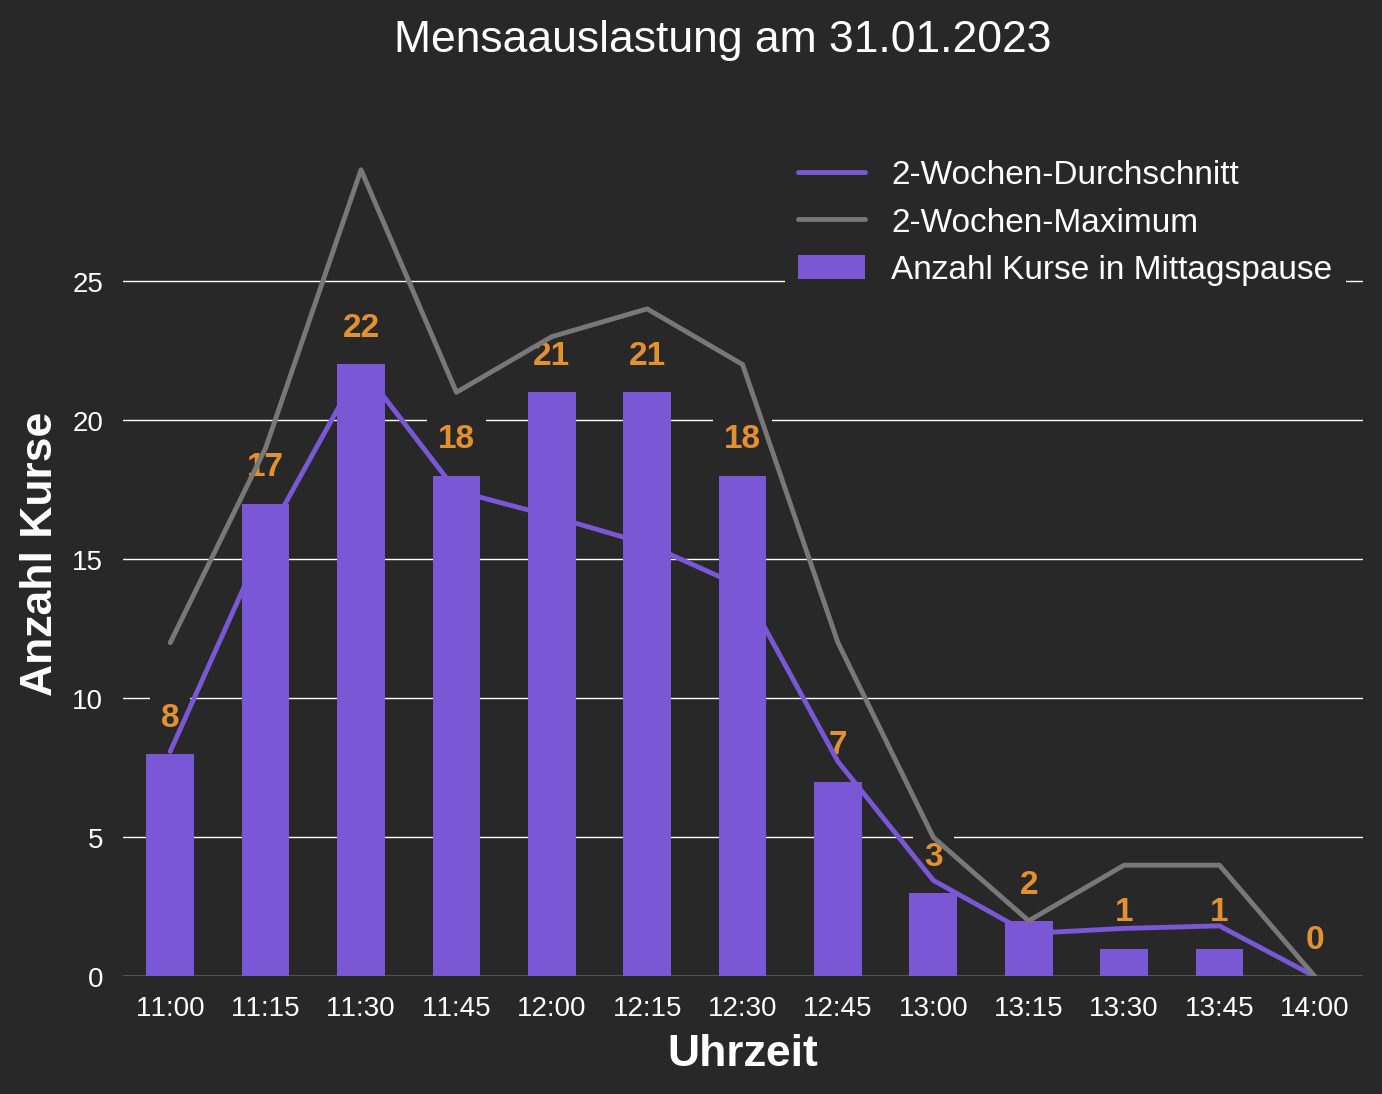 Mensaauslastung am 31.01.2023
2-Wochen-Durchschnitt
2-Wochen-Maximum
Anzahl Kurse in Mittagspause
Anzahl Kurse
25
20
15
10
5
0
8
17
22
18
21
21
18
7
3
2
1
1
0
11:00 11:15 11:30 11:45 12:00 12:15 12:30 12:45 13:00 13:15 13:30 13:45 14:00
Uhrzeit